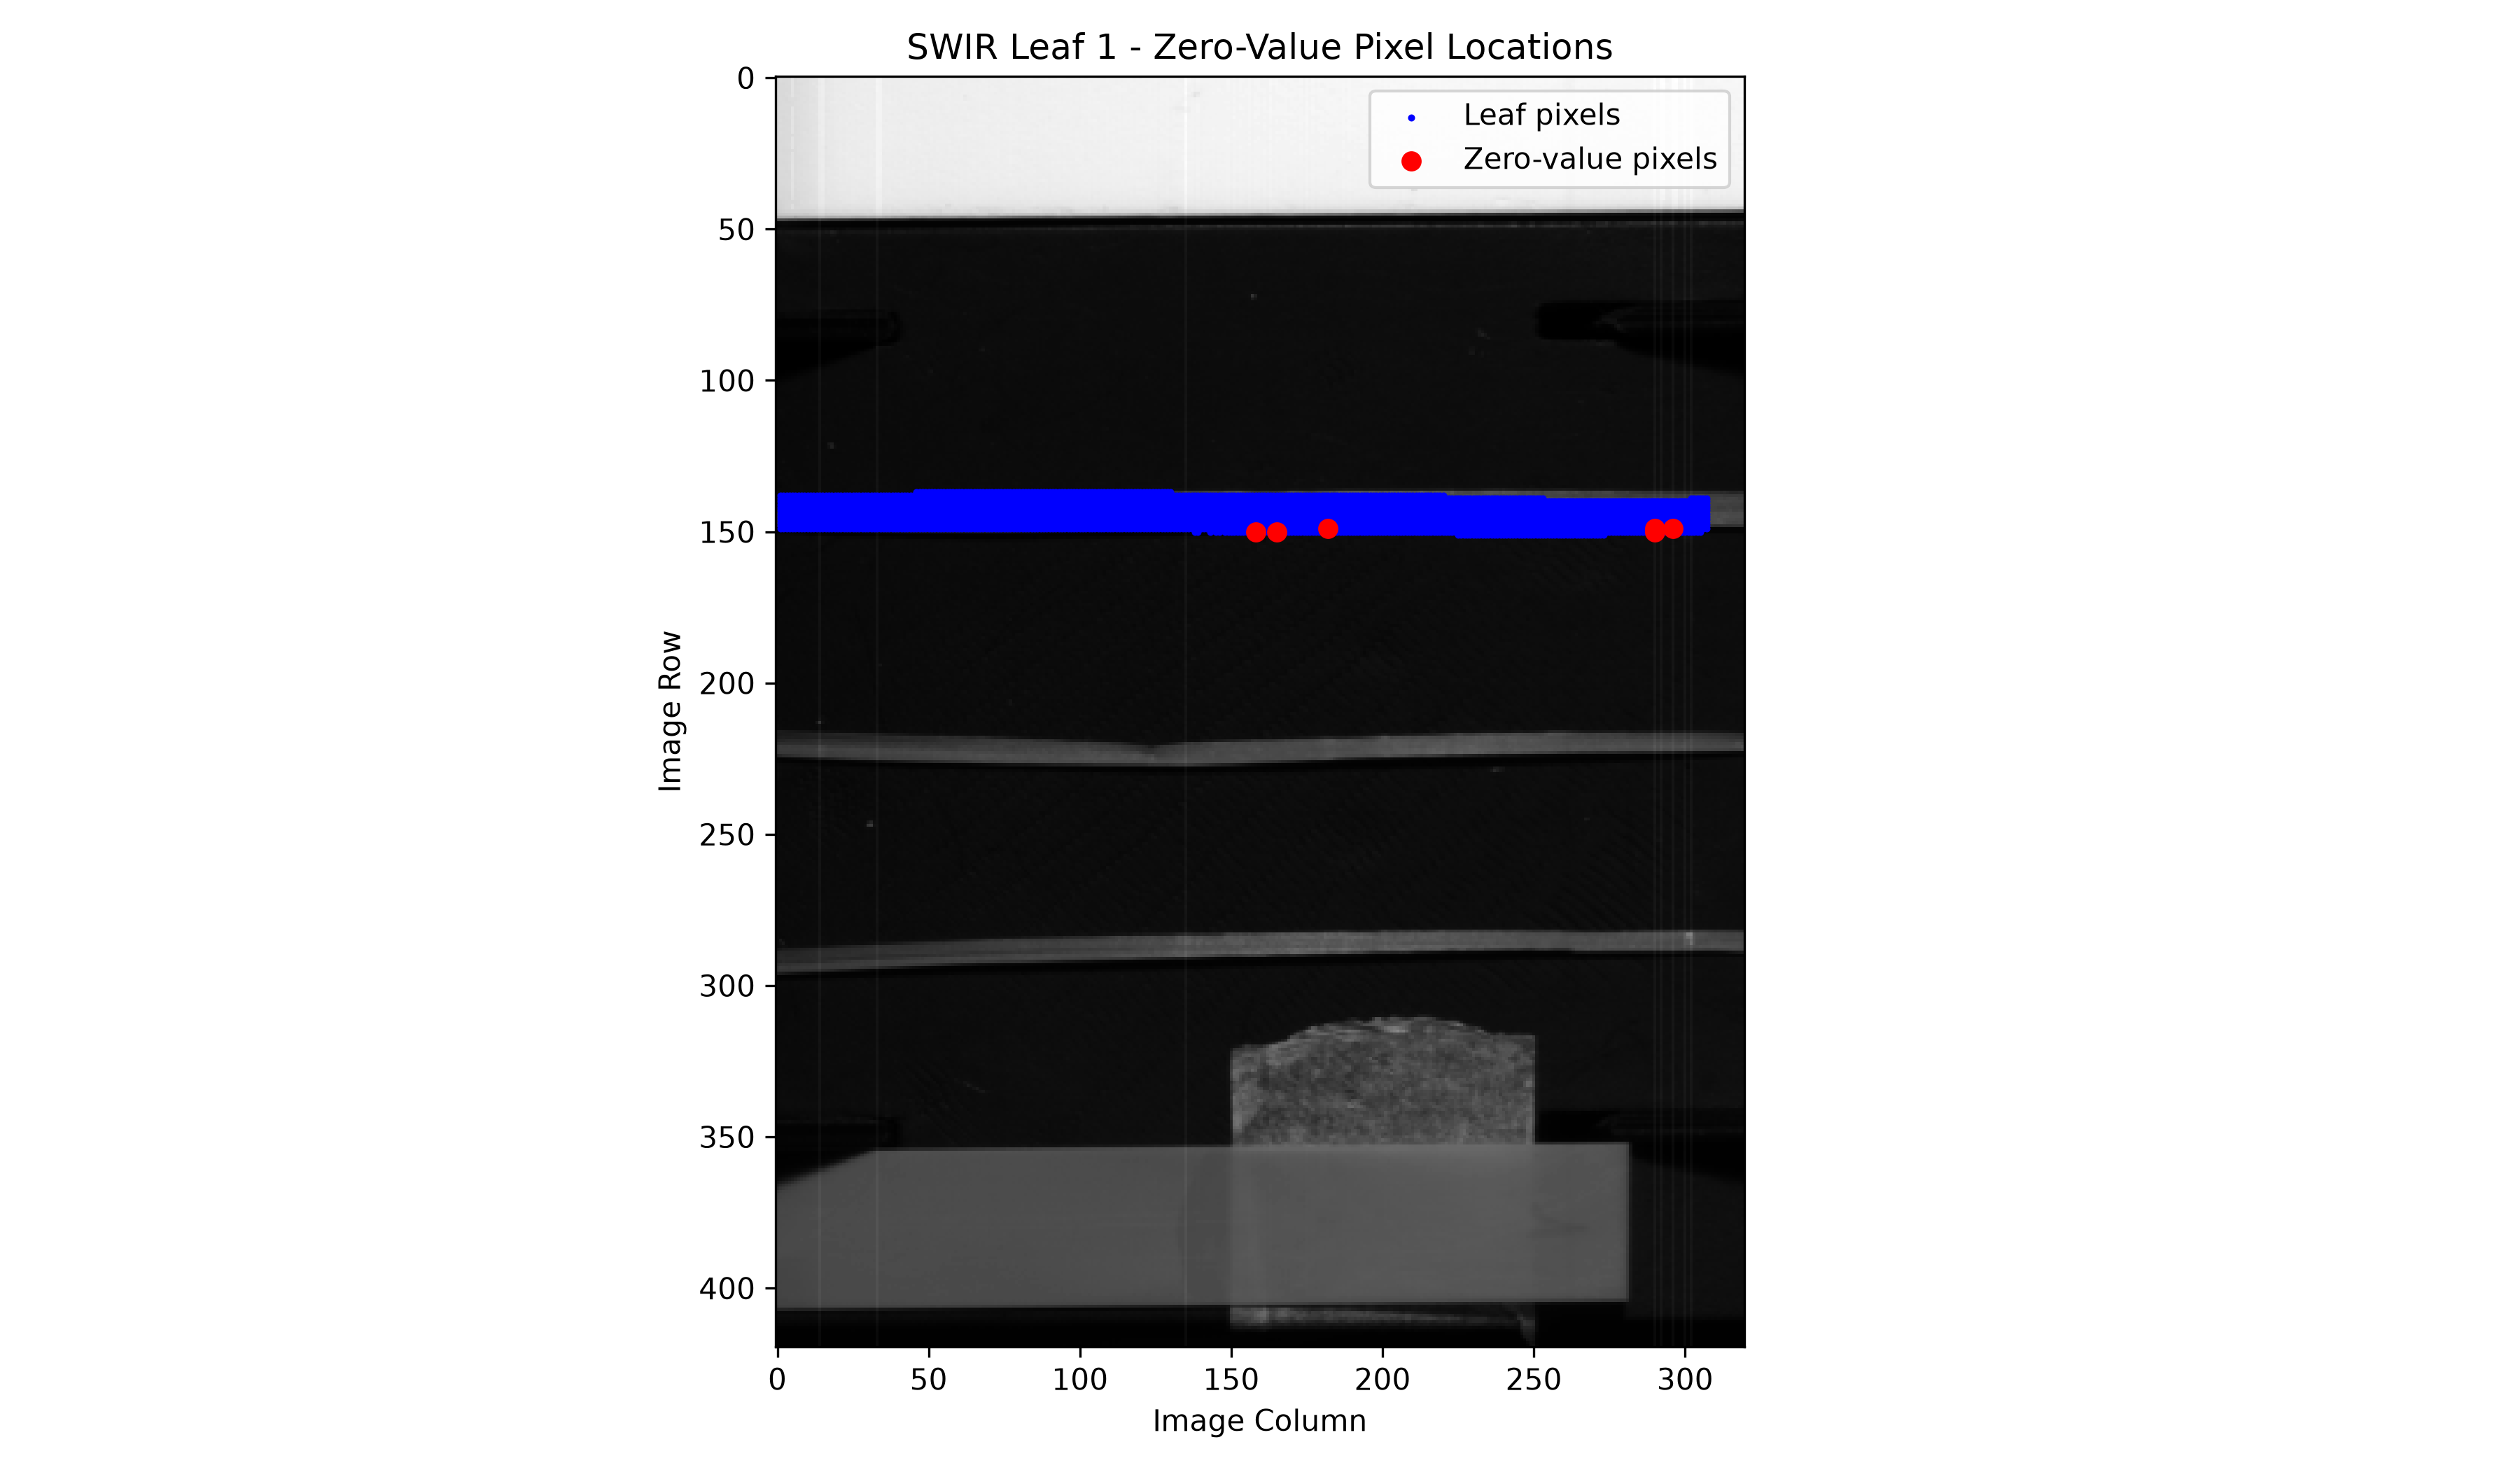 SWIR Leaf 1 - Zero-Value Pixel Locations
Leaf pixels
Zero-value pixels
0
50
100
150
200
250
300
350
400
Image Row
0 50 100 150 200 250 300
Image Column